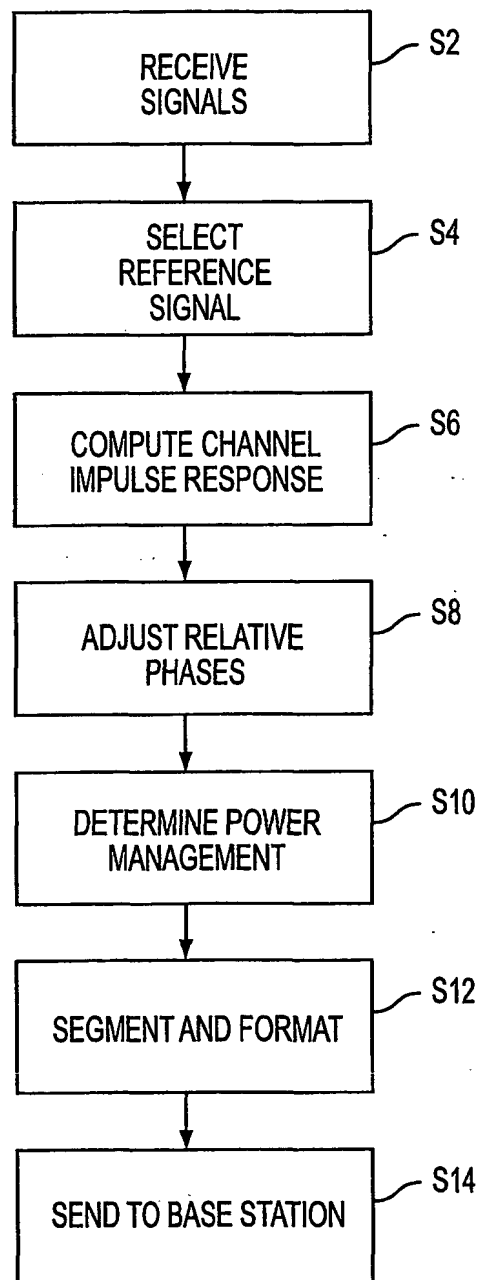 RECEIVE
SIGNALS
S2
SELECT
REFERENCE
SIGNAL
S4
COMPUTE CHANNEL
IMPULSE RESPONSE
S6
ADJUST RELATIVE
PHASES
S8
DETERMINE POWER
MANAGEMENT
S10
SEGMENT AND FORMAT
S12
SEND TO BASE STATION
S14